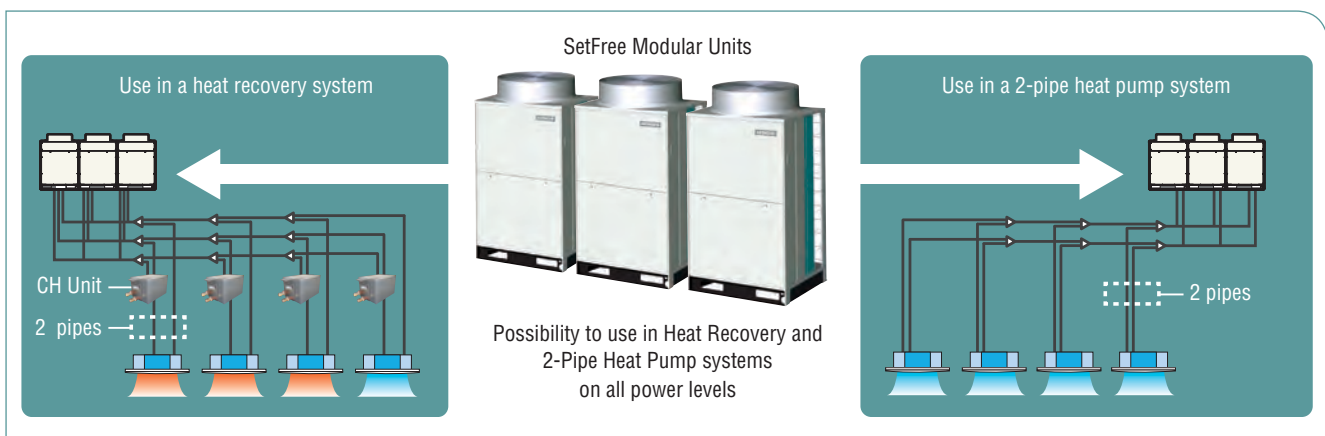 SetFree Modular Units
Use in a heat recovery system
CH Unit
2 pipes
Possibility to use in Heat Recovery and
2-Pipe Heat Pump systems
on all power levels
Use in a 2-pipe heat pump system
2 pipes